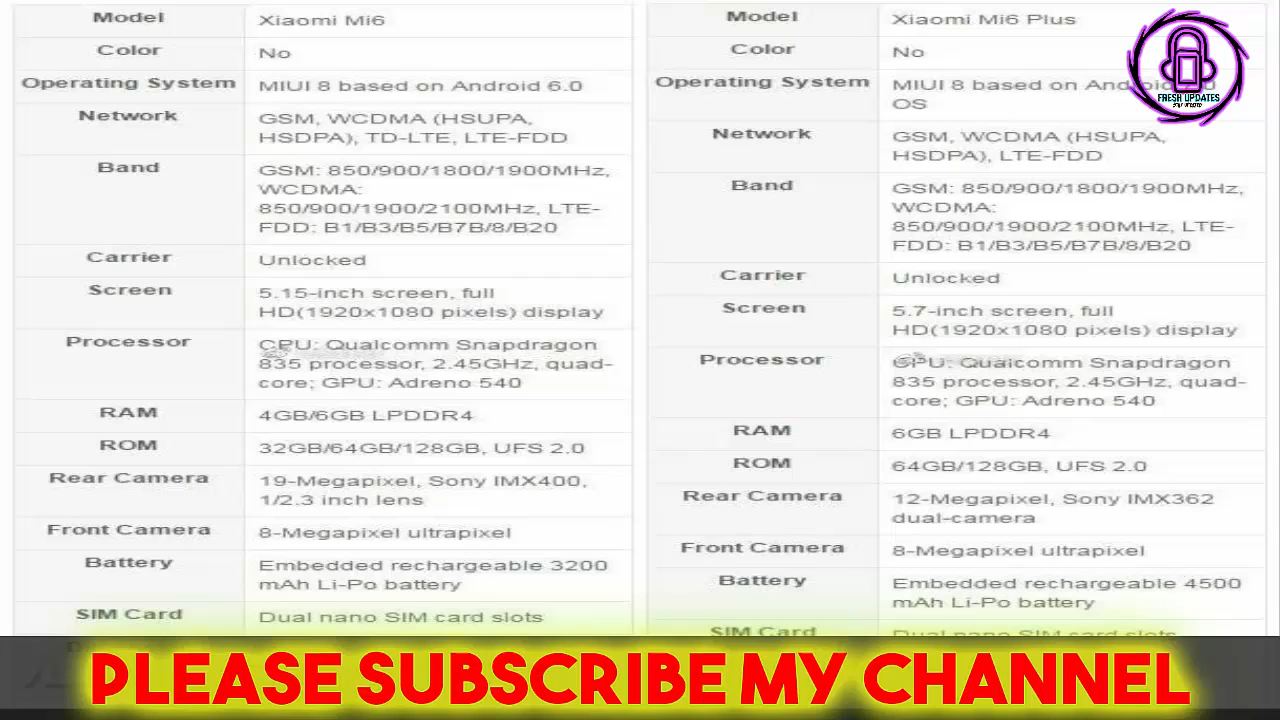 Model Xiaomi Mi6
Color No
Operating System MIUI 8 based on Android 6.0
Network GSM, WCDMA (HSUPA,
HSDPA), TD-LTE, LTE-FDD
Band GSM: 850/900/1800/1900MHz,
WCDMA:
850/900/1900/2100MHz, LTE-
FDD: B1/B3/B5/B7B/8/B20
Carrier Unlocked
Screen 5.15-inch screen, full
HD(1920x1080 pixels) display
Processor CPU: Qualcomm Snapdragon
835 processor, 2.45GHz, quad-
core; GPU: Adreno 540
RAM 4GB/6GB LPDDR4
ROM 32GB/64GB/128GB, UFS 2.0
Rear Camera 19-Megapixel, Sony IMX400,
1/2.3 inch lens
Front Camera 8-Megapixel ultrapixel
Battery Embedded rechargeable 3200
mAh Li-Po battery
SIM Card Dual nano SIM card slots
Model Xiaomi Mi6 Plus
Color No
Operating System MIUI 8 based on
OS
Network GSM, WCDMA (HSUPA,
HSDPA), LTE-FDD
Band GSM: 850/900/1800/1900MHz,
WCDMA:
850/900/1900/2100MHz, LTE-
FDD: B1/B3/B5/B7B/8/B20
Carrier Unlocked
Screen 5.7-inch screen, full
HD(1920x1080 pixels) display
Processor CPU: Qualcomm Snapdragon
835 processor, 2.45GHz, quad-
core; GPU: Adreno 540
RAM 6GB LPDDR4
ROM 64GB/128GB, UFS 2.0
Rear Camera 12-Megapixel, Sony IMX362
dual-camera
Front Camera 8-Megapixel ultrapixel
Battery Embedded rechargeable 4500
mAh Li-Po battery
SIM Card Dual nano SIM card slots
FRESH UPDATES
STAY UPDATED
PLEASE SUBSCRIBE MY CHANNEL